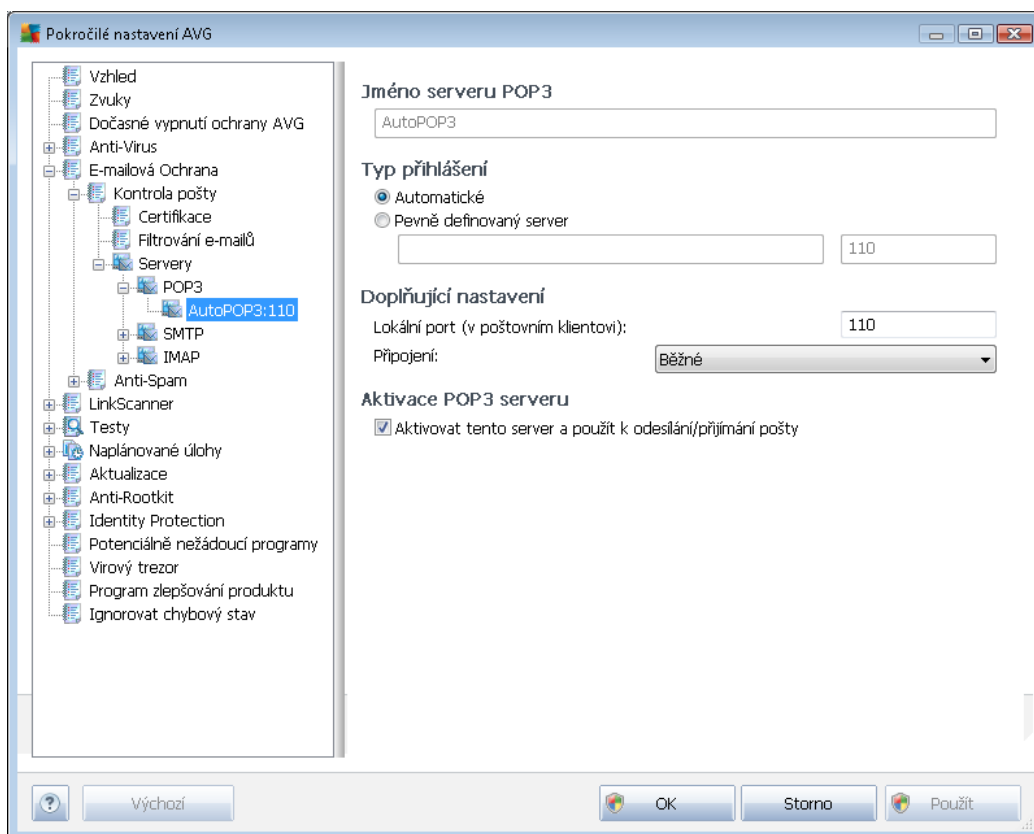 Pokročilé nastavení AVG
Vzhled
Zvuky
Dočasné vypnutí ochrany AVG
Anti-Virus
E-mailová Ochrana
Kontrola pošty
Certifikace
Filtrování e-mailů
Servery
POP3
AutoPOP3:110
SMTP
IMAP
Anti-Spam
LinkScanner
Testy
Naplánované úlohy
Aktualizace
Anti-Rootkit
Identity Protection
Potenciálně nežádoucí programy
Virový trezor
Program zlepšování produktu
Ignorovat chybový stav
Jméno serveru POP3
AutoPOP3
Typ přihlášení
Automatické
Pevně definovaný server
110
Doplňující nastavení
Lokální port (v poštovním klientovi): 110
Připojení: Běžné
Aktivace POP3 serveru
Aktivovat tento server a použít k odesílání/přijímání pošty
? Výchozí OK Storno Použít